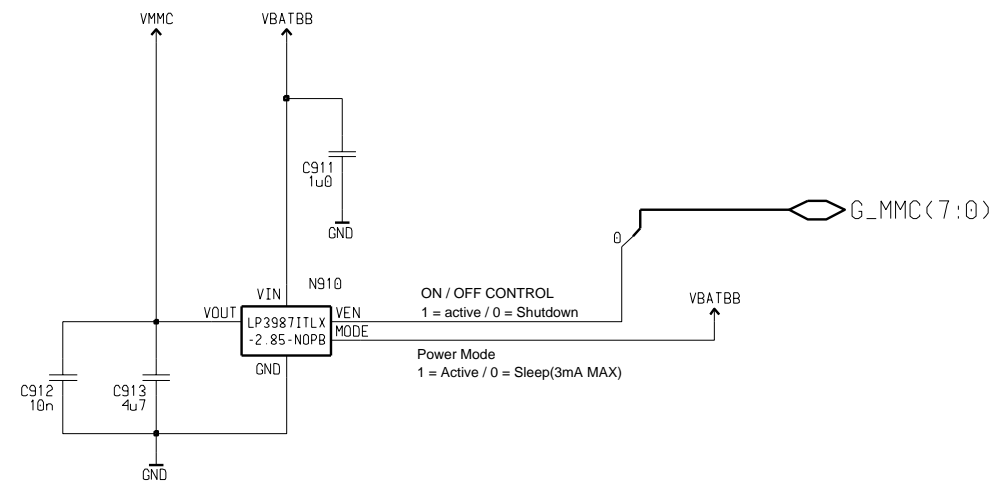 VMMC
VBATBB
C911
1u0
GND
G_MMC(7:0)
0
N910
VIN
ON / OFF CONTROL
VBATBB
VOUT
VEN
1 = active / 0 = Shutdown
LP3987ITLX
-2.85-NOPB
MODE
GND
Power Mode
1 = Active / 0 = Sleep(3mA MAX)
C912
10n
C913
4u7
GND